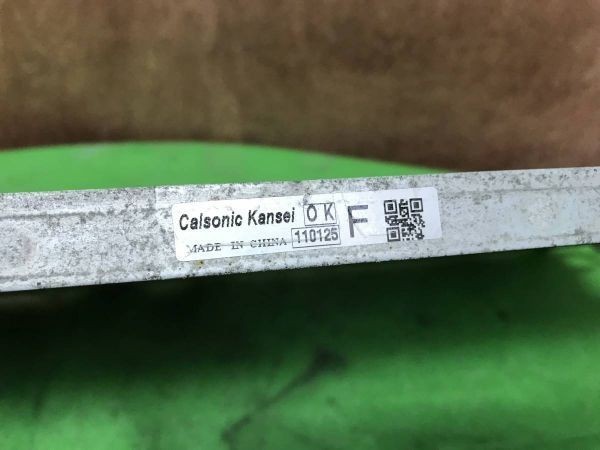 Calsonic Kansei OK F
MADE IN CHINA 110125